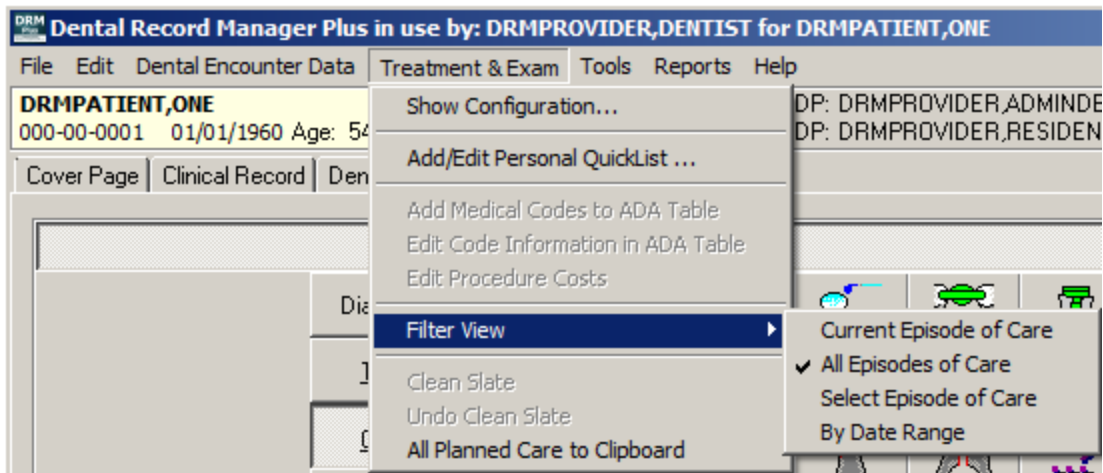 DRM Plus Dental Record Manager Plus in use by: DRMPROVIDER,DENTIST for DRMPATIENT,ONE
File Edit Dental Encounter Data Treatment & Exam Tools Reports Help
DRMPATIENT,ONE
000-00-0001 01/01/1960 Age: 54
DP: DRMPROVIDER,ADMINDE
DP: DRMPROVIDER,RESIDEN
Cover Page Clinical Record Den
Show Configuration...
Add/Edit Personal QuickList ...
Add Medical Codes to ADA Table
Edit Code Information in ADA Table
Edit Procedure Costs
Dia
Filter View
Clean Slate
Undo Clean Slate
All Planned Care to Clipboard
Current Episode of Care
All Episodes of Care
Select Episode of Care
By Date Range